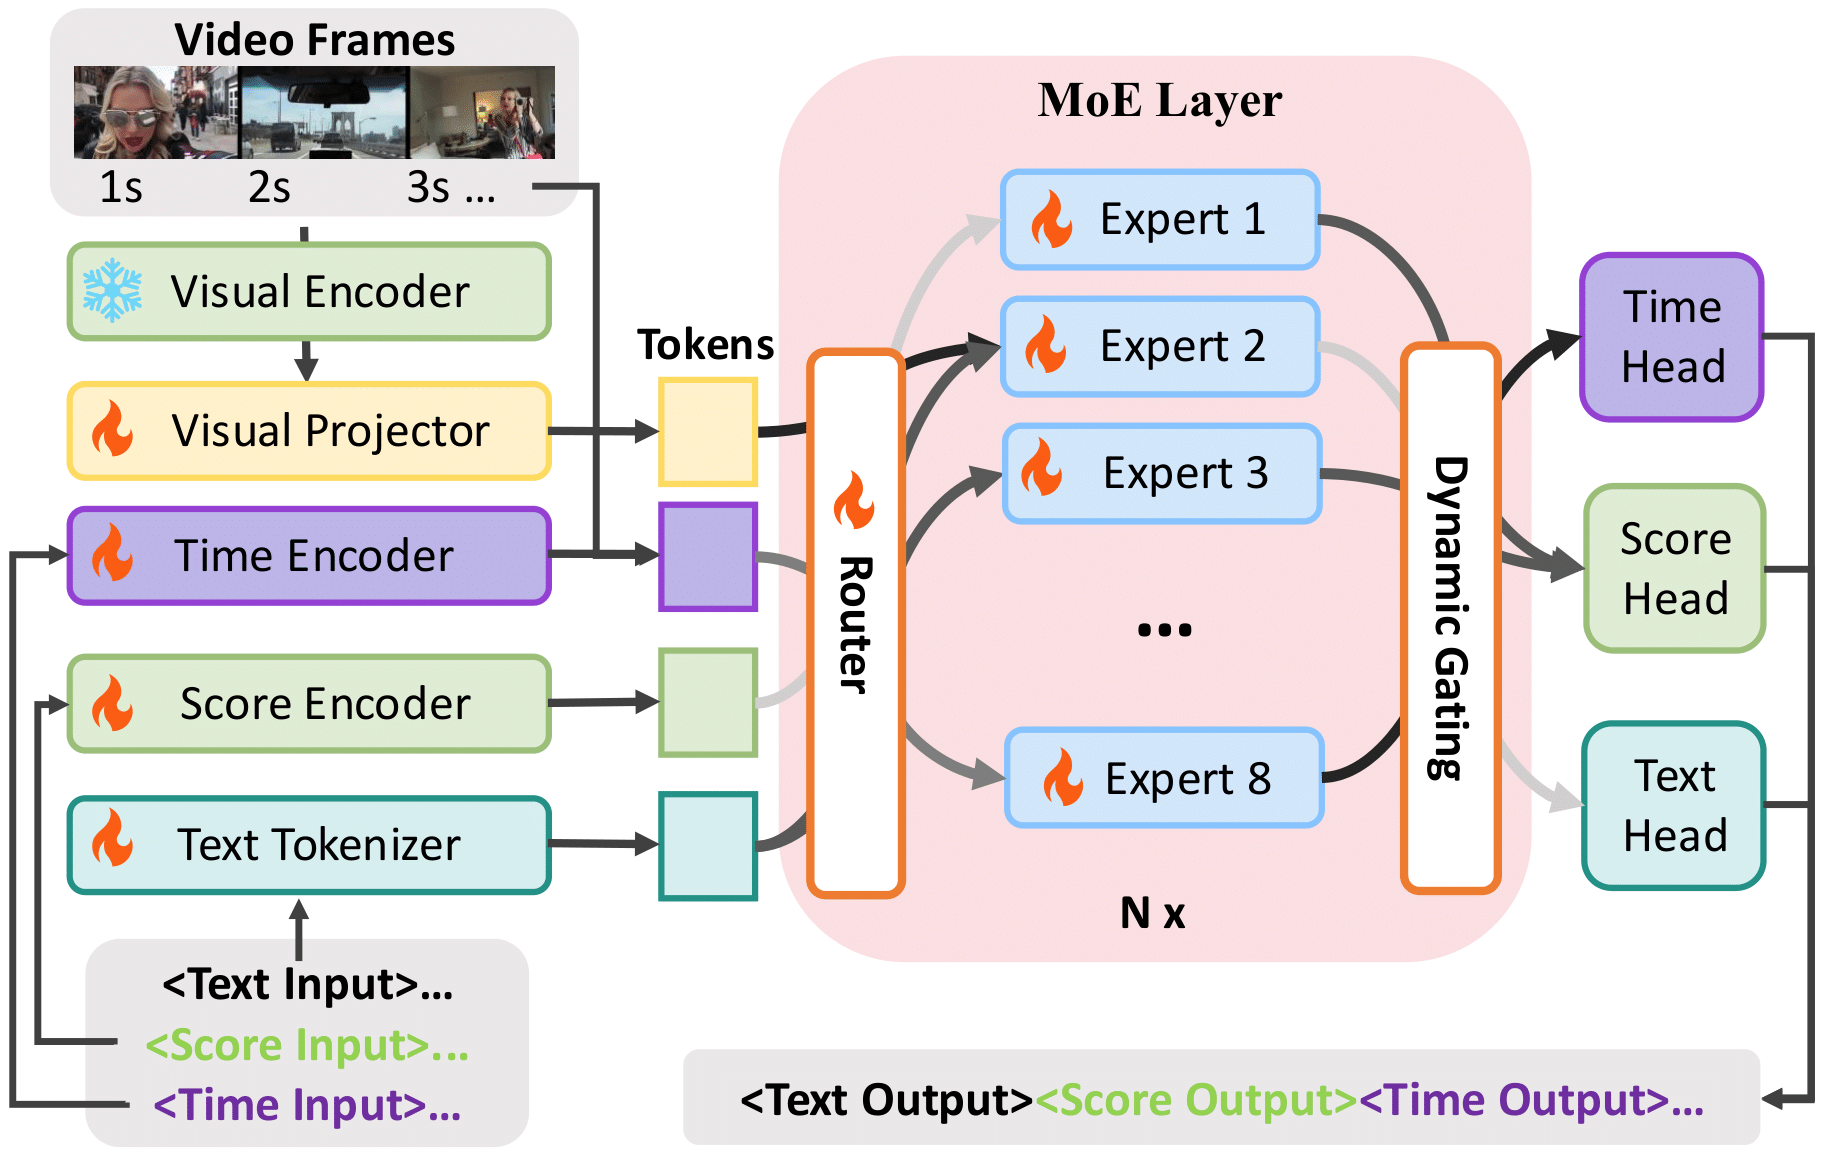 Video Frames
1s 2s 3s ...
Visual Encoder
Visual Projector
Time Encoder
Score Encoder
Text Tokenizer
<Text Input>...
<Score Input>...
<Time Input>...
Tokens
MoE Layer
Router
Expert 1
Expert 2
Expert 3
...
Expert 8
N x
Dynamic Gating
Time
Head
Score
Head
Text
Head
<Text Output><Score Output><Time Output>...